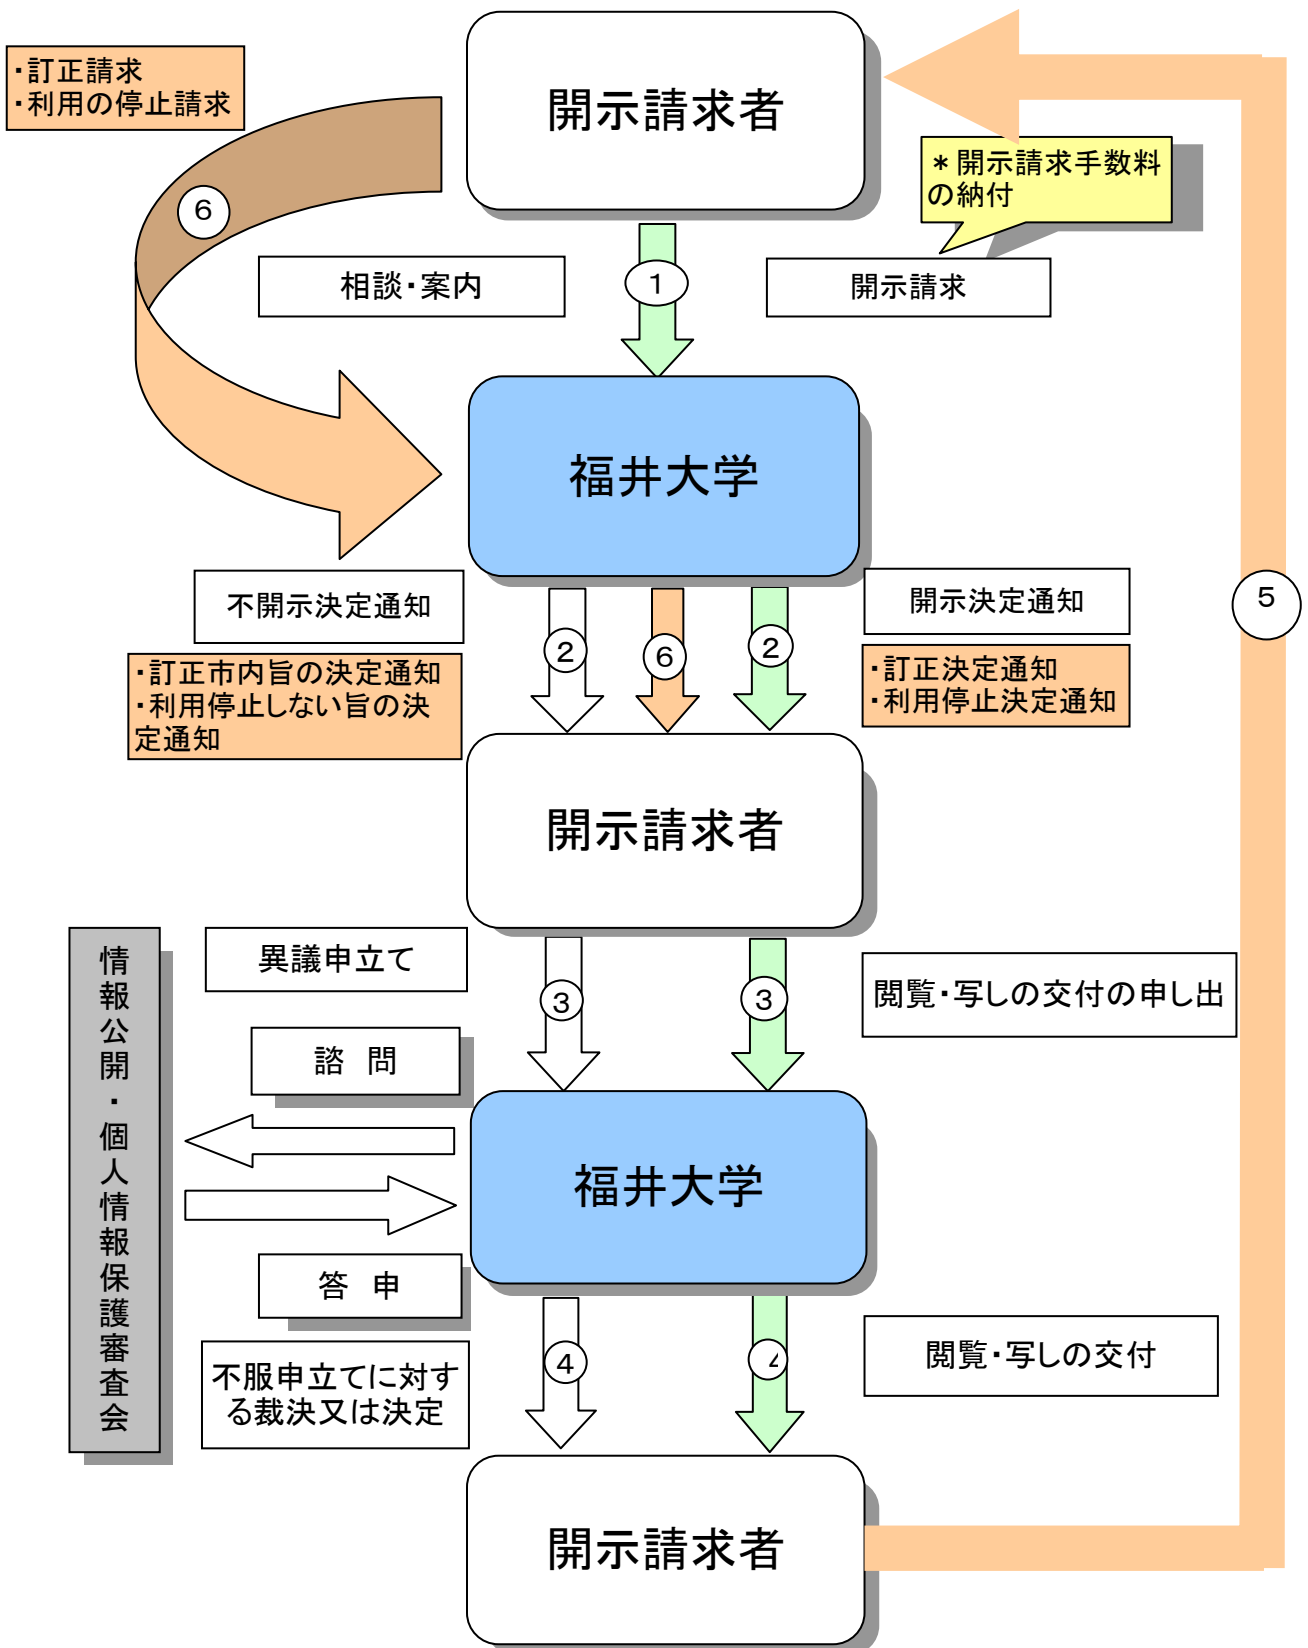 開示請求者
・訂正請求
・利用の停止請求
＊開示請求手数料
の納付
⑥
相談・案内
①
開示請求
福井大学
不開示決定通知
開示決定通知
②
⑥
②
⑤
・訂正市内旨の決定通知
・利用停止しない旨の決
定通知
・訂正決定通知
・利用停止決定通知
開示請求者
異議申立て
③
③
閲覧・写しの交付の申し出
情報公開・個人情報保護審査会
諮　問
福井大学
答　申
不服申立てに対す
る裁決又は決定
④
④
閲覧・写しの交付
開示請求者